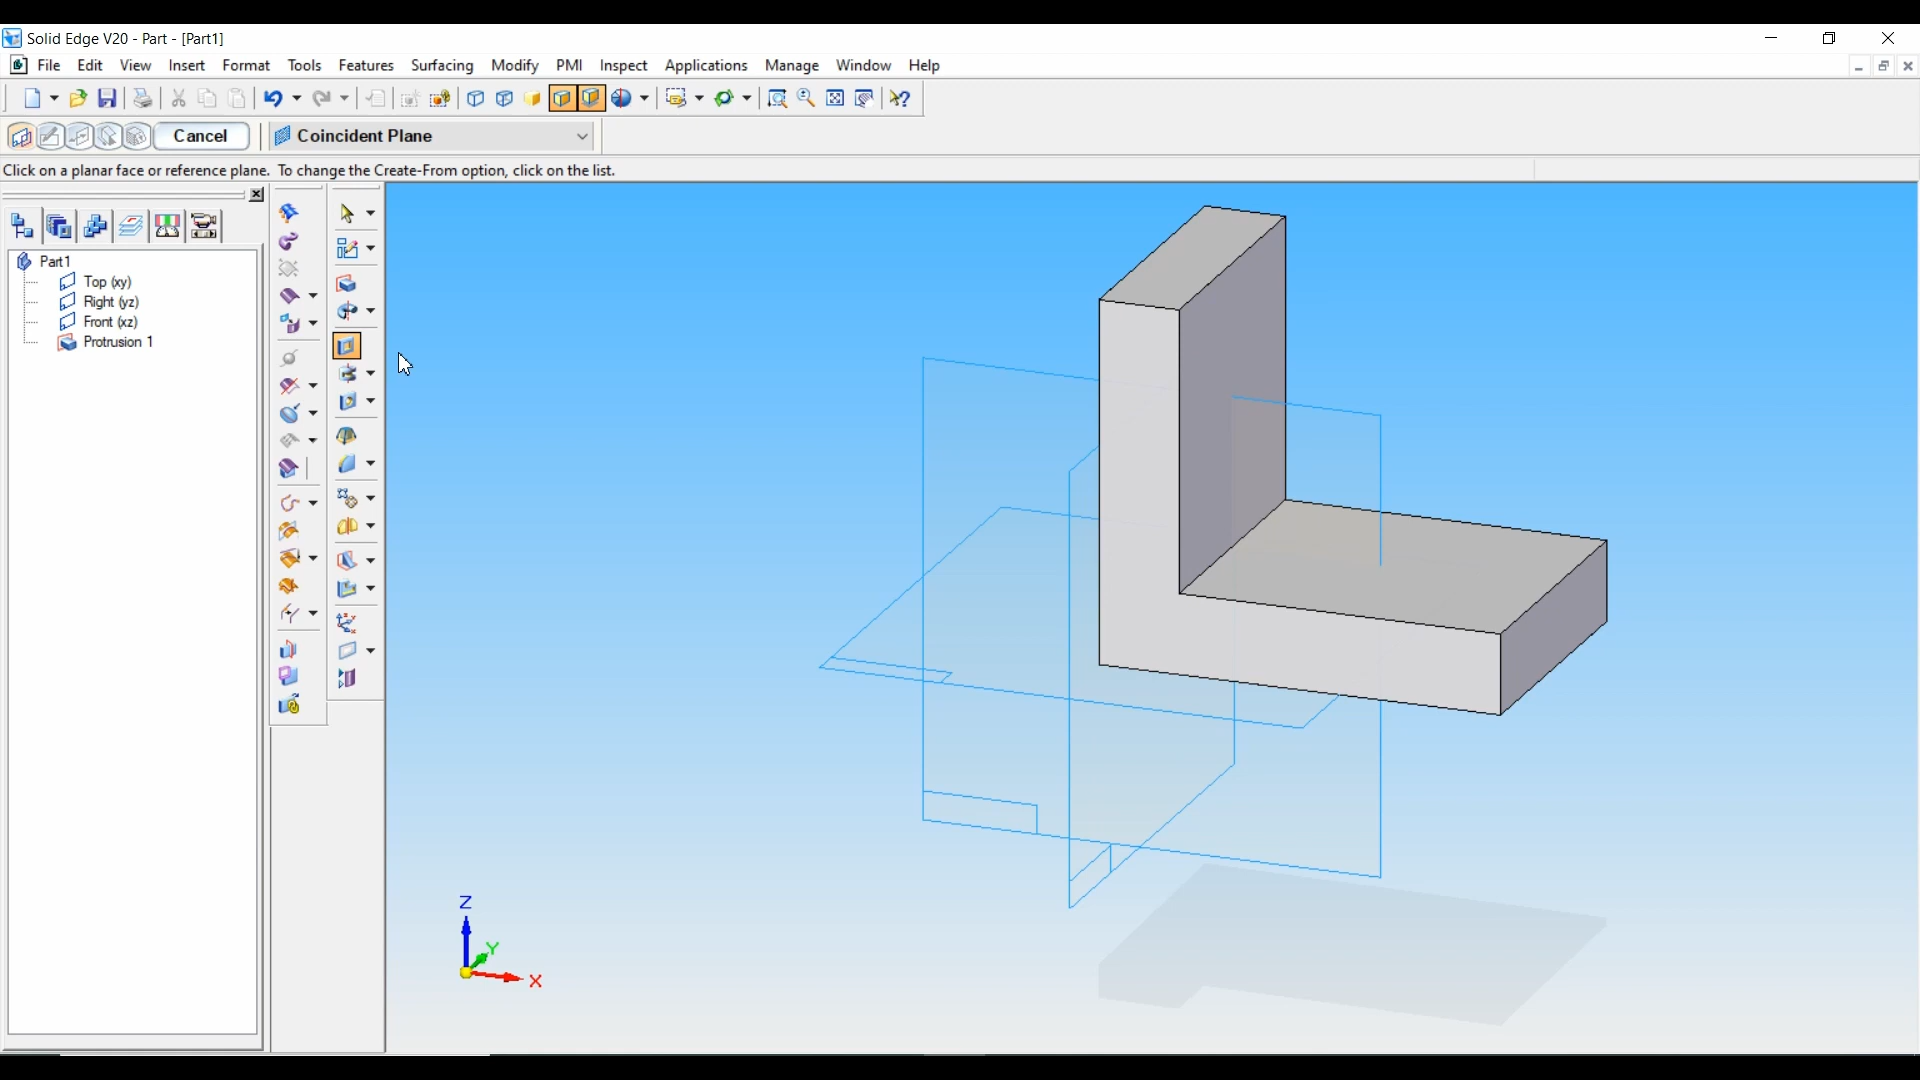 Solid Edge V20 - Part - [Part1]
File Edit View Insert Format Tools Features Surfacing Modify PMI Inspect Applications Manage Window Help
Cancel Coincident Plane
Click on a planar face or reference plane. To change the Create-From option, click on the list.
Part1
Top (xy)
Right (yz)
Front (xz)
Protrusion 1
Z
Y
X